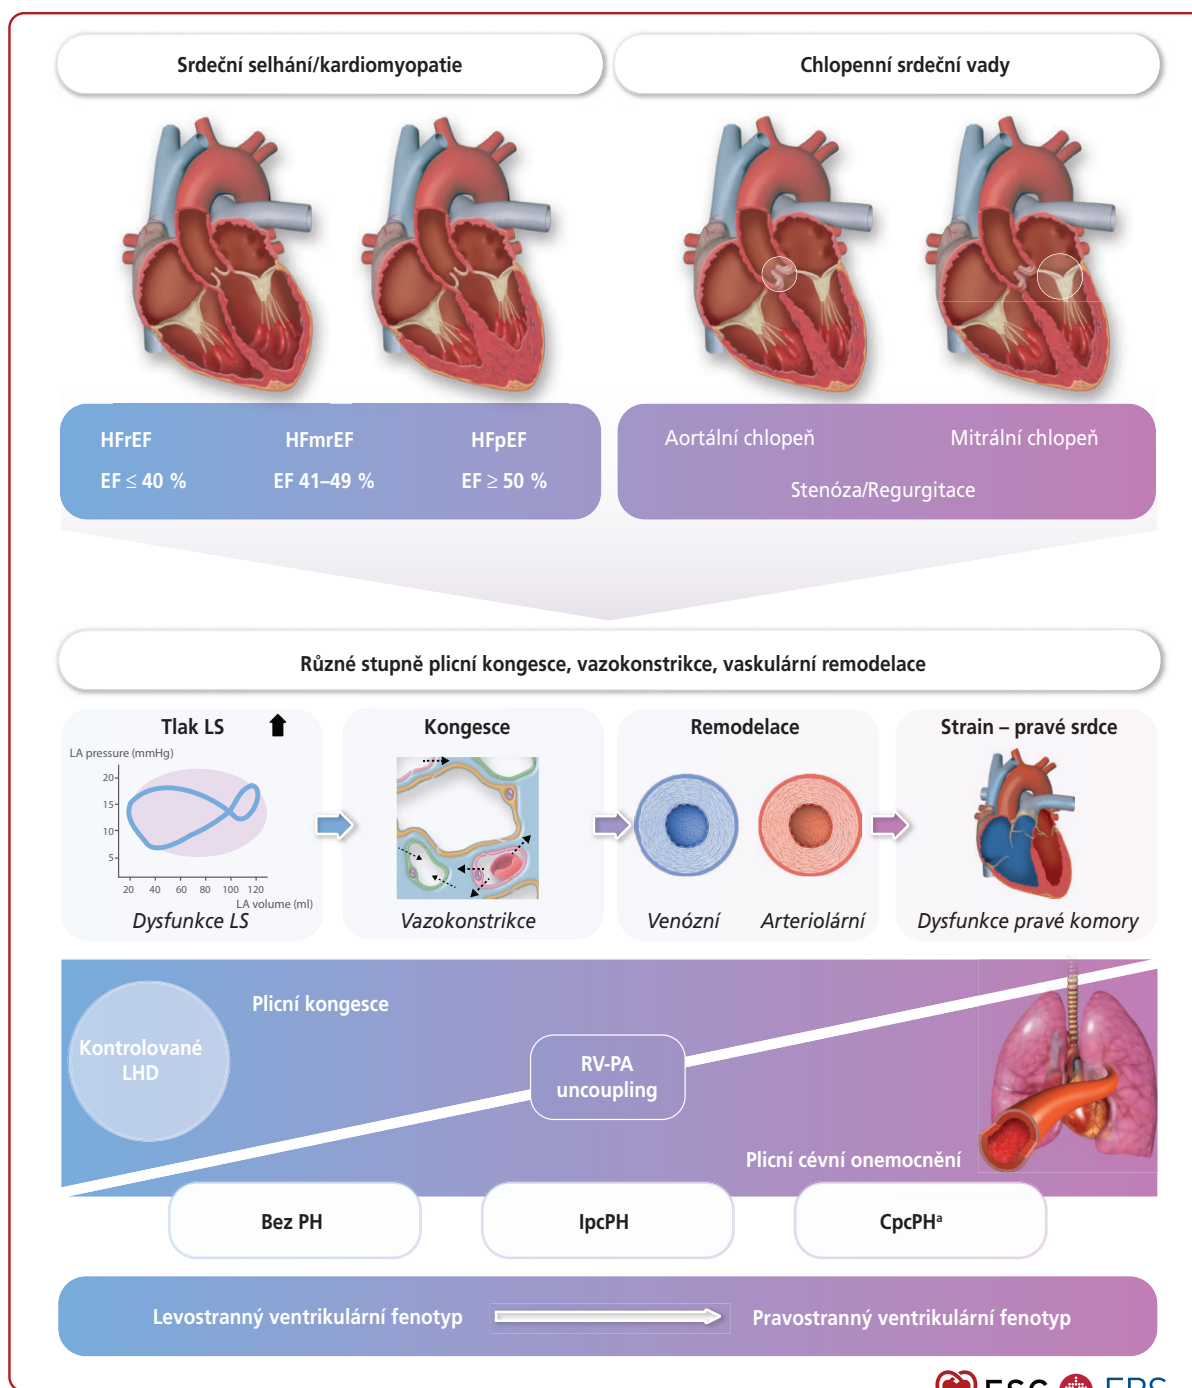 Srdeční selhání/kardiomyopatie
Chlopenní srdeční vady
HFrEF
HFmrEF
HFpEF
EF ≤ 40 %
EF 41–49 %
EF ≥ 50 %
Aortální chlopeň
Mitrální chlopeň
Stenóza/Regurgitace
Různé stupně plicní kongesce, vazokonstrikce, vaskulární remodelace
Tlak LS
LA pressure (mmHg)
20
15
10
5
20 40 60 80 100 120
LA volume (ml)
Dysfunkce LS
Kongesce
Vazokonstrikce
Remodelace
Venózní
Arteriolární
Strain – pravé srdce
Dysfunkce pravé komory
Plicní kongesce
Kontrolované
LHD
RV-PA
uncoupling
Plicní cévní onemocnění
Bez PH
IpcPH
CpcPHᵃ
Levostranný ventrikulární fenotyp
Pravostranný ventrikulární fenotyp
ESC
ERS